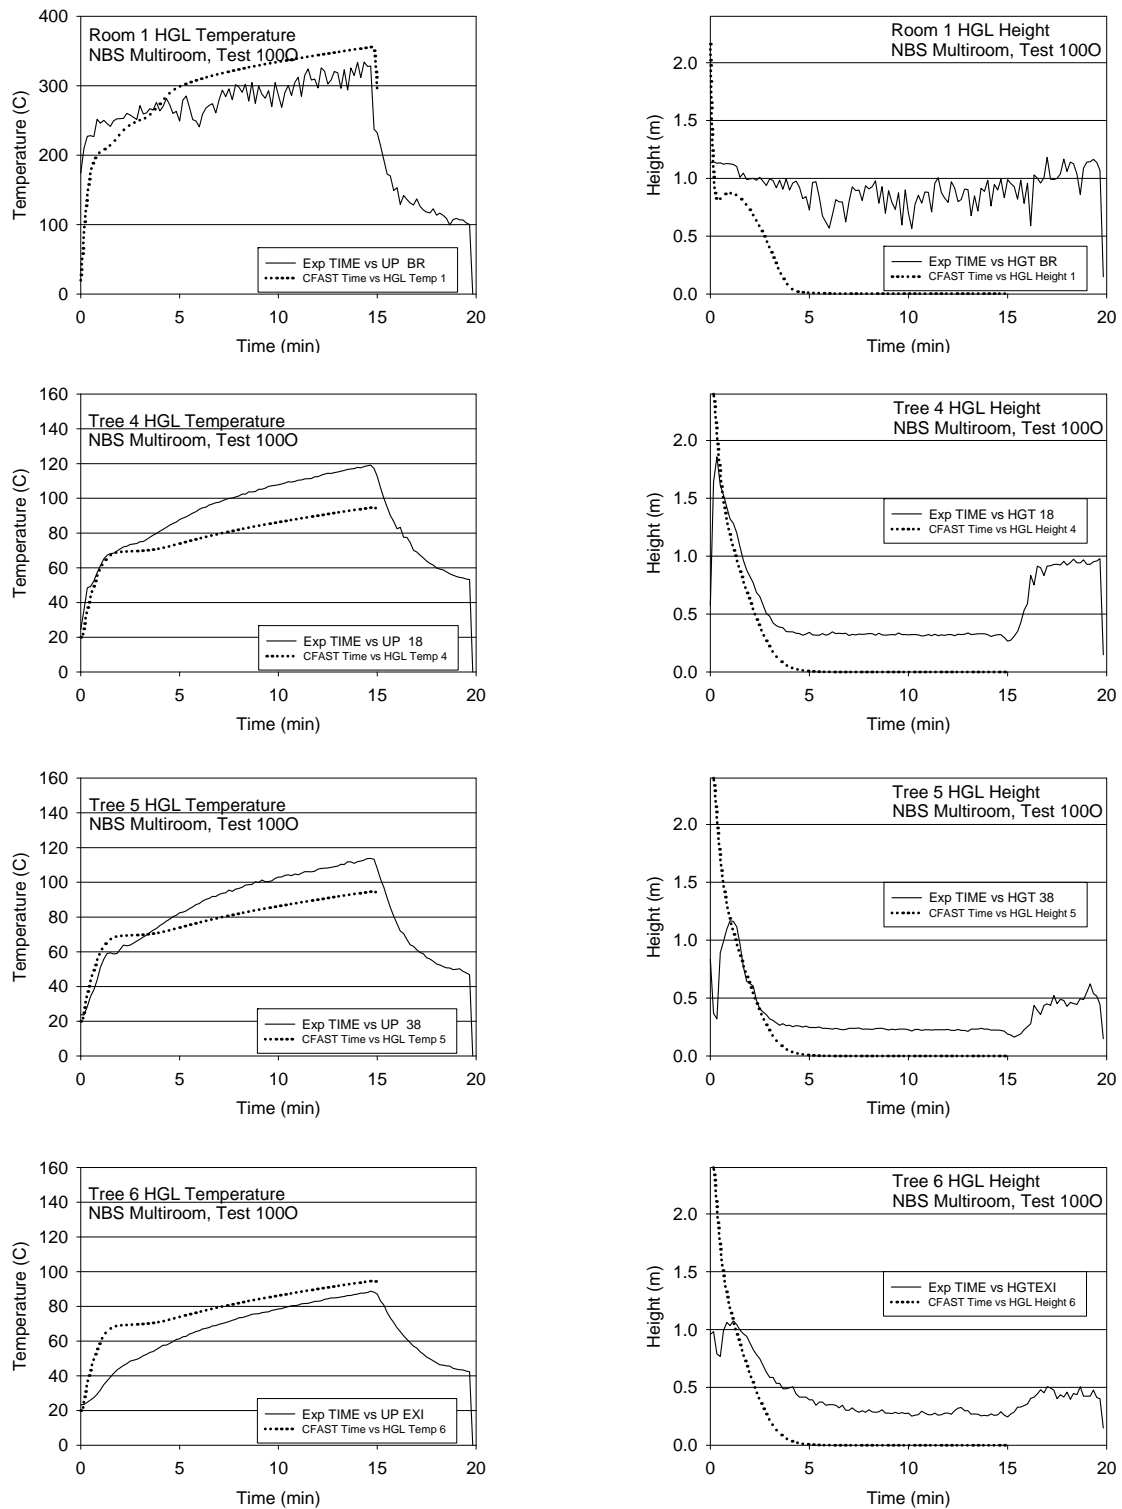 Room 1 HGL Temperature
NBS Multiroom, Test 100O
Temperature (C)
400
300
200
100
0
0 5 10 15 20
Time (min)
Exp TIME vs UP BR
CFAST Time vs HGL Temp 1
Room 1 HGL Height
NBS Multiroom, Test 100O
Height (m)
2.0
1.5
1.0
0.5
0.0
0 5 10 15 20
Time (min)
Exp TIME vs HGT BR
CFAST Time vs HGL Height 1
Tree 4 HGL Temperature
NBS Multiroom, Test 100O
Temperature (C)
160
140
120
100
80
60
40
20
0
0 5 10 15 20
Time (min)
Exp TIME vs UP 18
CFAST Time vs HGL Temp 4
Tree 4 HGL Height
NBS Multiroom, Test 100O
Height (m)
2.0
1.5
1.0
0.5
0.0
0 5 10 15 20
Time (min)
Exp TIME vs HGT 18
CFAST Time vs HGL Height 4
Tree 5 HGL Temperature
NBS Multiroom, Test 100O
Temperature (C)
160
140
120
100
80
60
40
20
0
0 5 10 15 20
Time (min)
Exp TIME vs UP 38
CFAST Time vs HGL Temp 5
Tree 5 HGL Height
NBS Multiroom, Test 100O
Height (m)
2.0
1.5
1.0
0.5
0.0
0 5 10 15 20
Time (min)
Exp TIME vs HGT 38
CFAST Time vs HGL Height 5
Tree 6 HGL Temperature
NBS Multiroom, Test 100O
Temperature (C)
160
140
120
100
80
60
40
20
0
0 5 10 15 20
Time (min)
Exp TIME vs UP EXI
CFAST Time vs HGL Temp 6
Tree 6 HGL Height
NBS Multiroom, Test 100O
Height (m)
2.0
1.5
1.0
0.5
0.0
0 5 10 15 20
Time (min)
Exp TIME vs HGTEXI
CFAST Time vs HGL Height 6